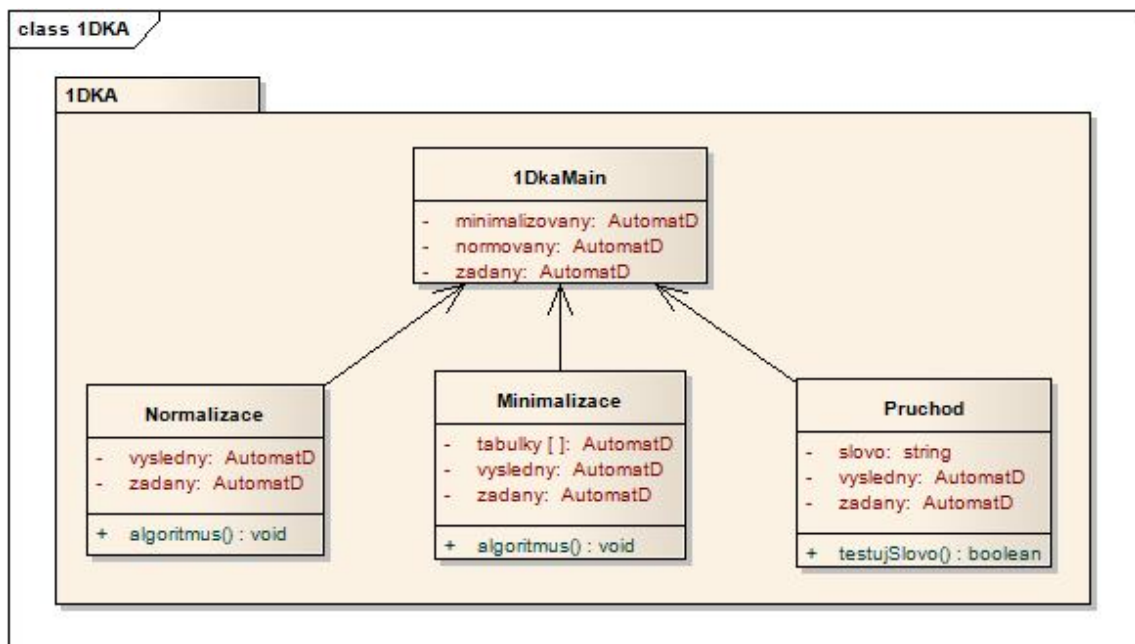 class 1DKA
1DKA
1DkaMain
- minimalizovany: AutomatD
- normovany: AutomatD
- zadany: AutomatD
Normalizace
- vysledny: AutomatD
- zadany: AutomatD
+ algoritmus() : void
Minimalizace
- tabulky [ ]: AutomatD
- vysledny: AutomatD
- zadany: AutomatD
+ algoritmus() : void
Pruchod
- slovo: string
- vysledny: AutomatD
- zadany: AutomatD
+ testujSlovo() : boolean